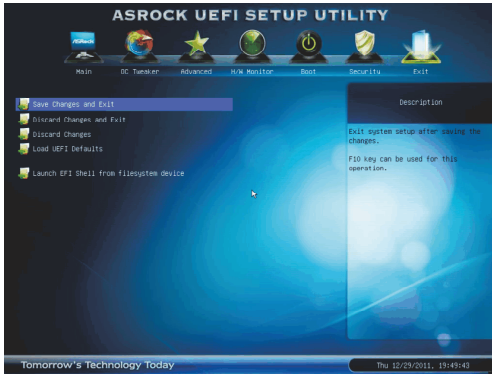 ASROCK UEFI SETUP UTILITY
ASRock
Main OC Tweaker Advanced H/W Monitor Boot Security Exit
Save Changes and Exit
Discard Changes and Exit
Discard Changes
Load UEFI Defaults
Launch EFI Shell from filesystem device
Description
Exit system setup after saving the
changes.
F10 key can be used for this
operation.
Tomorrow's Technology Today
Thu 12/29/2011, 19:49:43